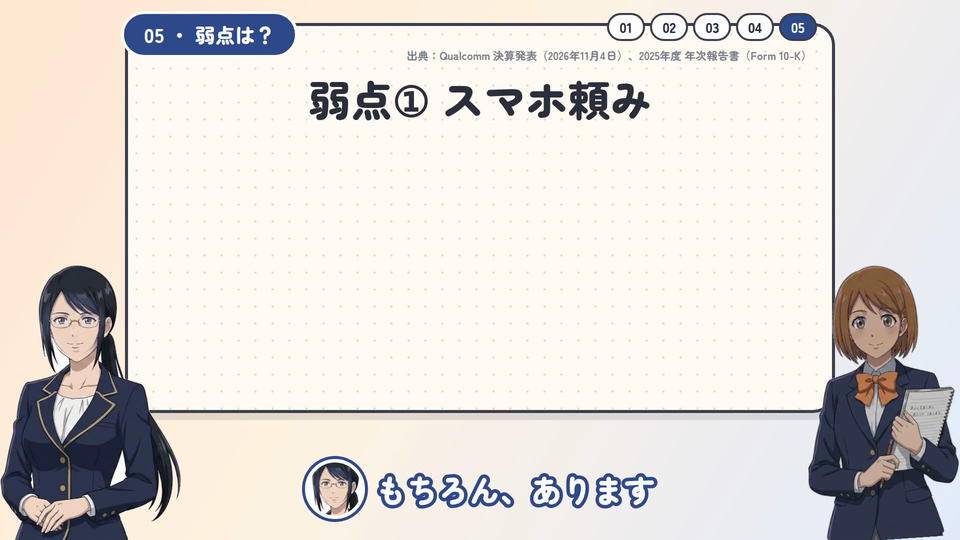 05 ・ 弱点は？
01 02 03 04 05
出典：Qualcomm 決算発表（2026年11月4日）、2025年度 年次報告書（Form 10-K）
弱点① スマホ頼み
もちろん、あります